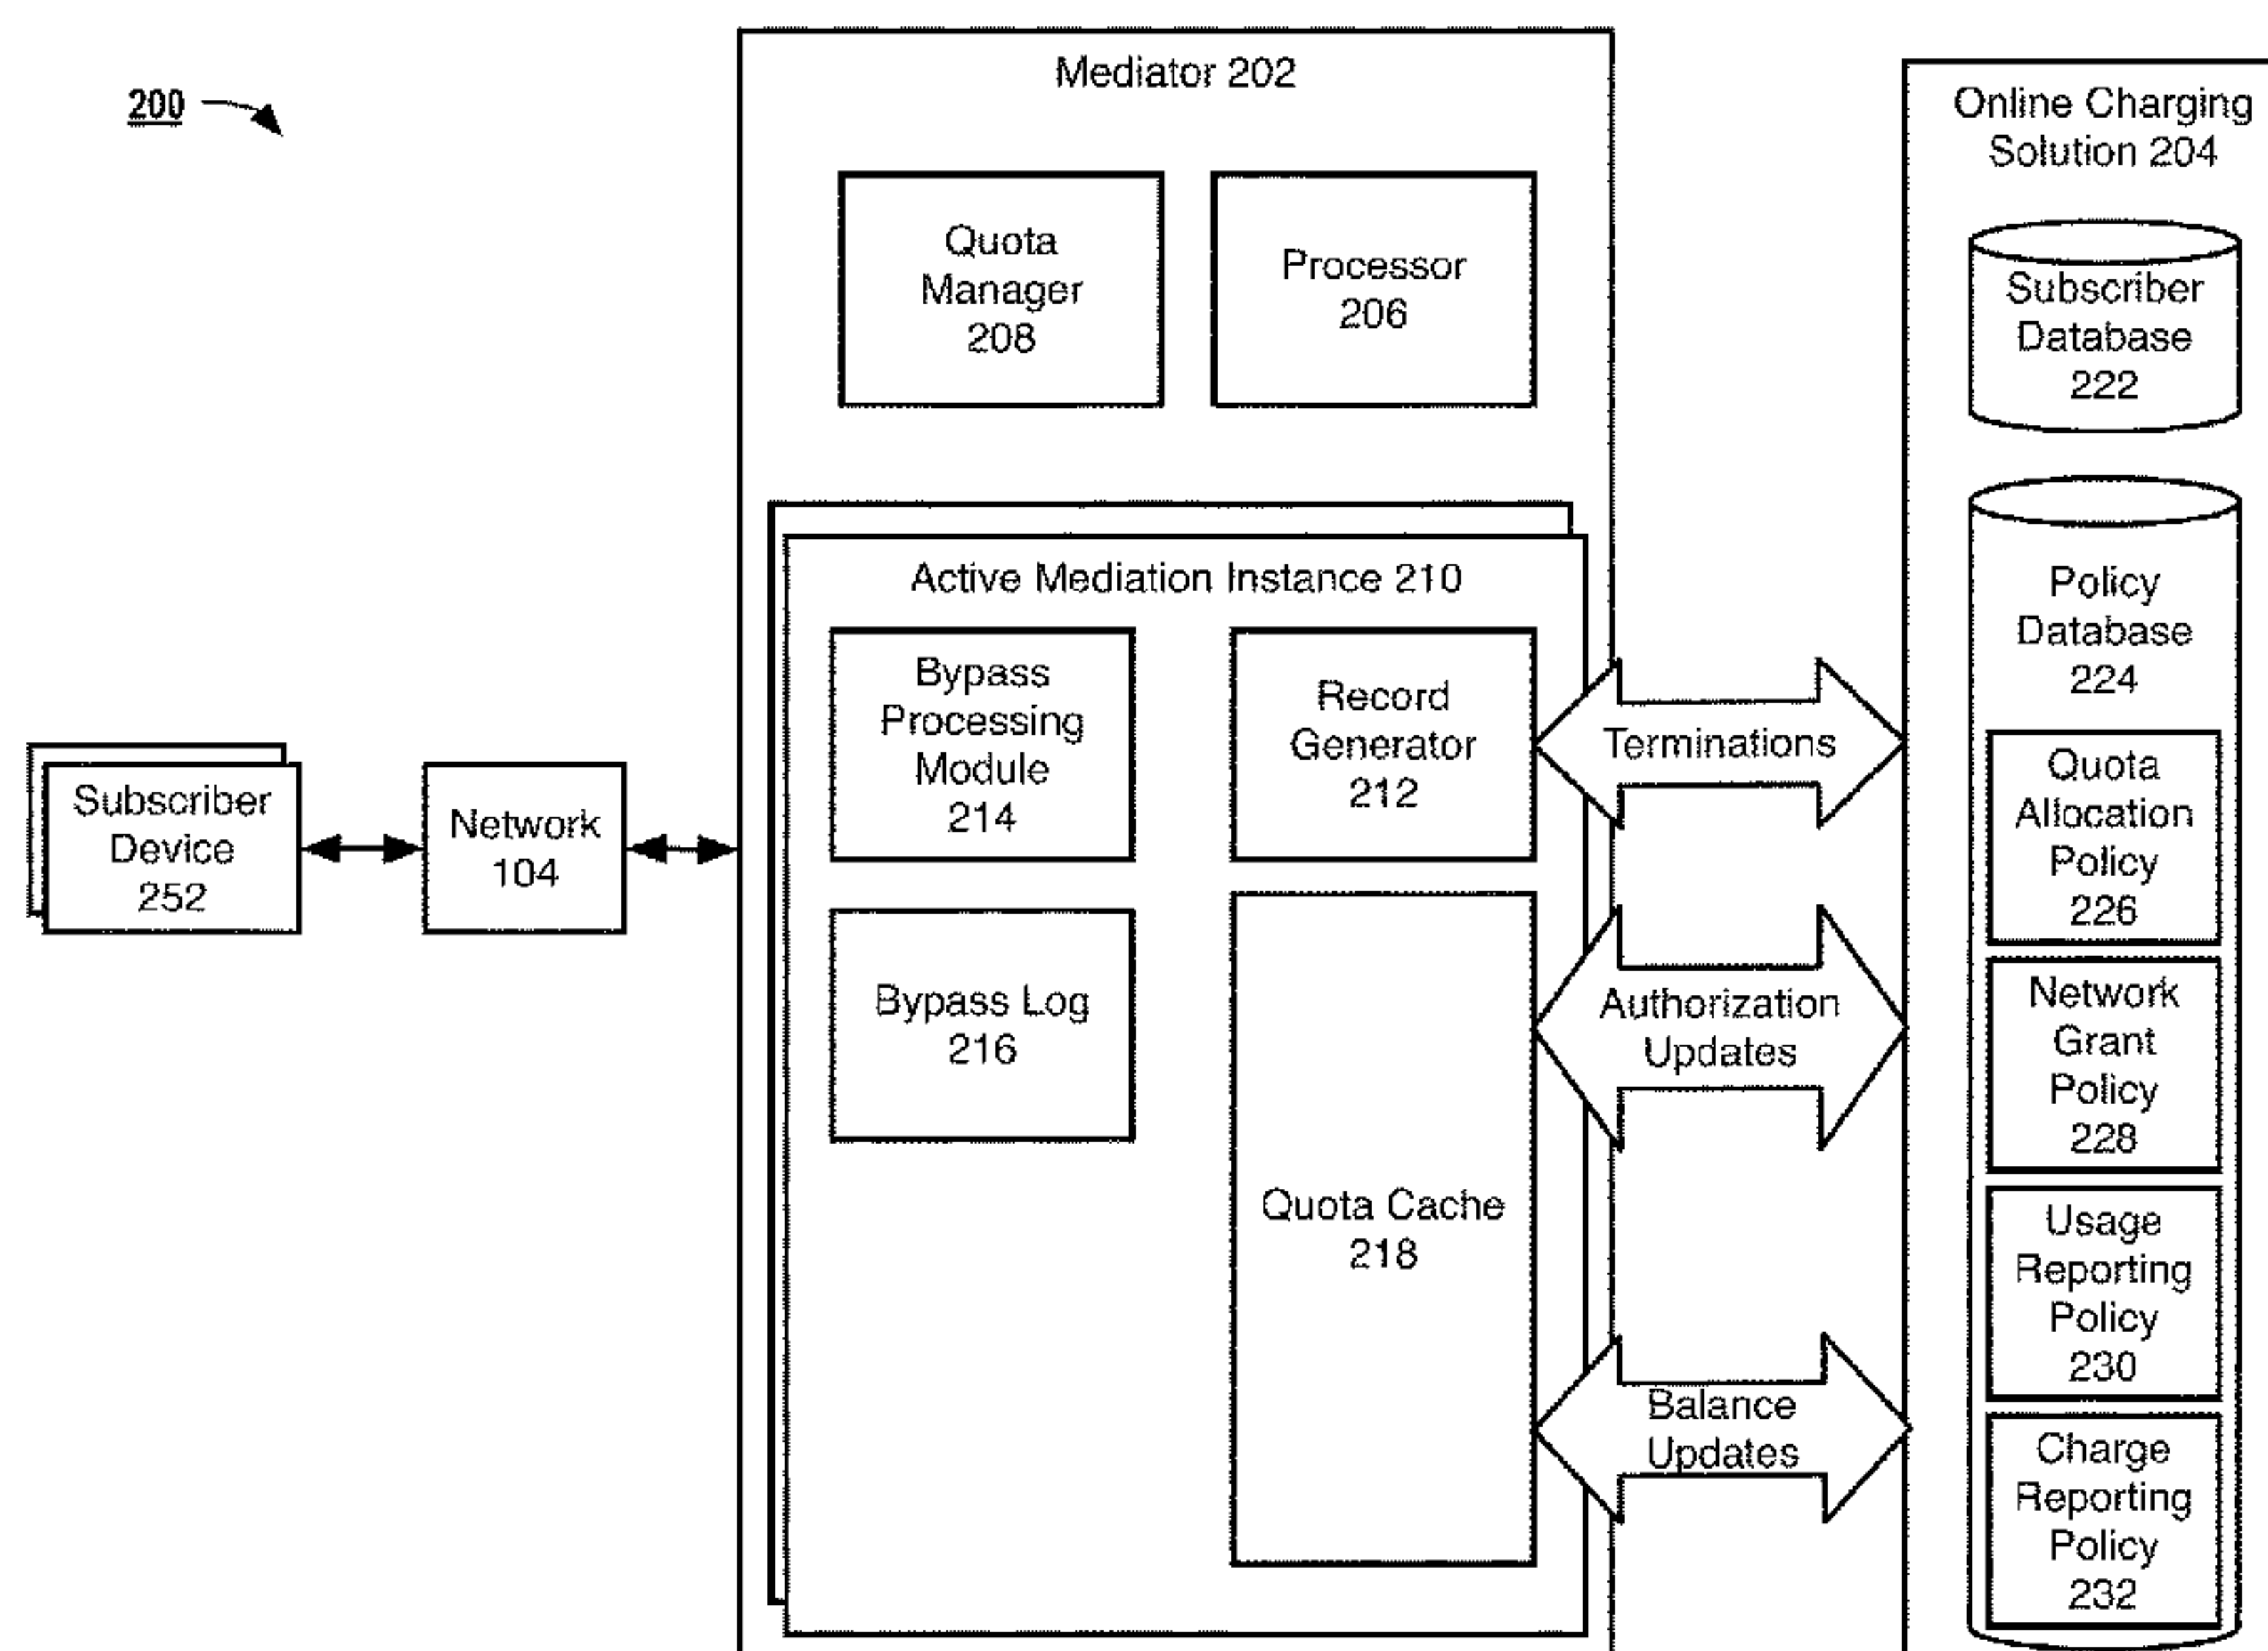 200
Mediator 202
Quota
Manager
208
Processor
206
Active Mediation Instance 210
Bypass
Processing
Module
214
Record
Generator
212
Bypass Log
216
Quota Cache
218
Subscriber
Device
252
Network
104
Terminations
Authorization
Updates
Balance
Updates
Online Charging
Solution 204
Subscriber
Database
222
Policy
Database
224
Quota
Allocation
Policy
226
Network
Grant
Policy
228
Usage
Reporting
Policy
230
Charge
Reporting
Policy
232